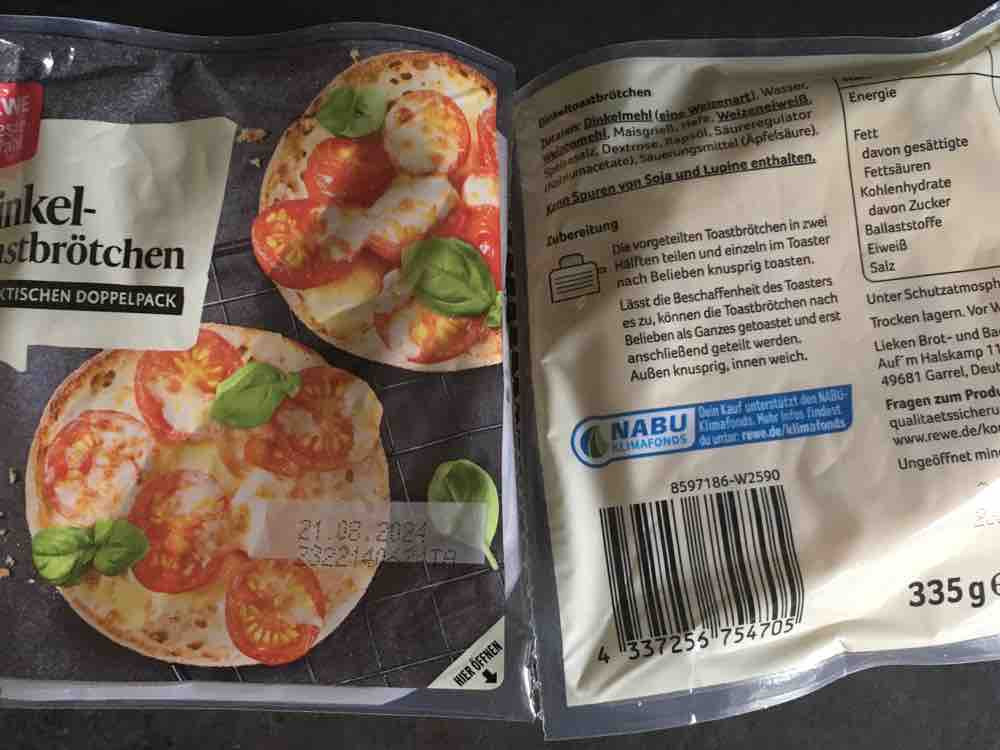 WE
inkel-
stbrötchen
KTISCHEN DOPPELPACK
21.08.2024
HIER ÖFFNEN
Dinkeltoastbrötchen
Zutaten: Dinkelmehl (eine Weizenart), Wasser,
Weizenmehl, Maisgrieß, Hefe, Weizeneiweiß,
Speisesalz, Dextrose, Rapsöl, Säureregulator
(Natriumacetate), Säuerungsmittel (Äpfelsäure).
Kann Spuren von Soja und Lupine enthalten.
Zubereitung
Die vorgeteilten Toastbrötchen in zwei
Hälften teilen und einzeln im Toaster
nach Belieben knusprig toasten.
Lässt die Beschaffenheit des Toasters
es zu, können die Toastbrötchen nach
Belieben als Ganzes getoastet und erst
anschließend geteilt werden.
Außen knusprig, innen weich.
NABU
KLIMAFONDS
Dein Kauf unterstützt den NABU-
Klimafonds. Mehr Infos findest
du unter: rewe.de/klimafonds
8597186-W2590
4 337256 754705
Energie
Fett
davon gesättigte
Fettsäuren
Kohlenhydrate
davon Zucker
Ballaststoffe
Eiweiß
Salz
Unter Schutzatmosph
Trocken lagern. Vor W
Lieken Brot- und Ba
Auf'm Halskamp 11
49681 Garrel, Deut
Fragen zum Produ
qualitaetssicheru
www.rewe.de/ko
Ungeöffnet min
335 g e